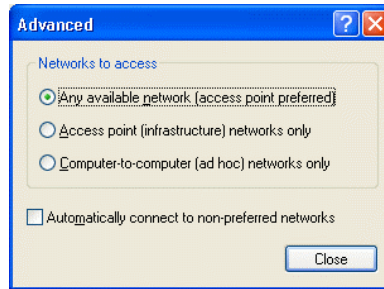 Advanced
Networks to access
Any available network (access point preferred)
Access point (infrastructure) networks only
Computer-to-computer (ad hoc) networks only
Automatically connect to non-preferred networks
Close